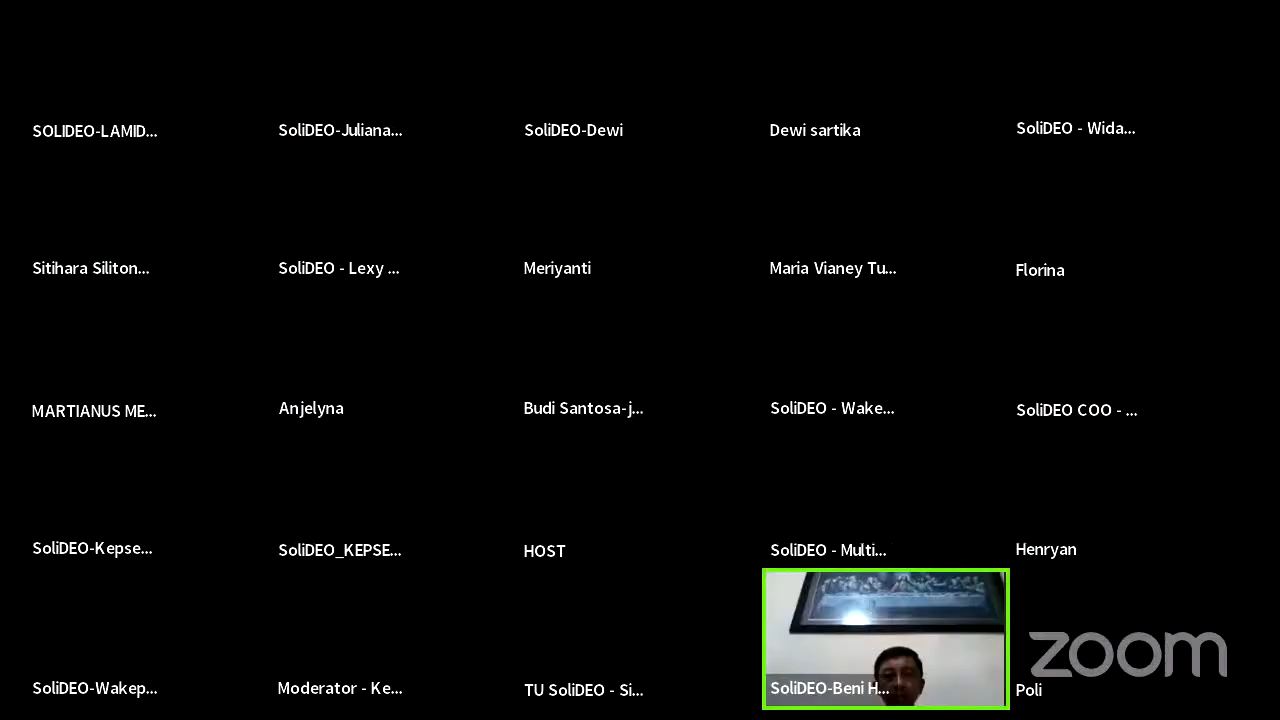 SOLIDEO-LAMID...
SoliDEO-Juliana...
SoliDEO-Dewi
Dewi sartika
SoliDEO - Wida...
Sitihara Siliton...
SoliDEO - Lexy ...
Meriyanti
Maria Vianey Tu...
Florina
MARTIANUS ME...
Anjelyna
Budi Santosa-j...
SoliDEO - Wake...
SoliDEO COO - ...
SoliDEO-Kepse...
SoliDEO_KEPSE...
HOST
SoliDEO - Multi...
Henryan
SoliDEO-Wakep...
Moderator - Ke...
TU SoliDEO - Si...
SoliDEO-Beni H...
Poli
zoom